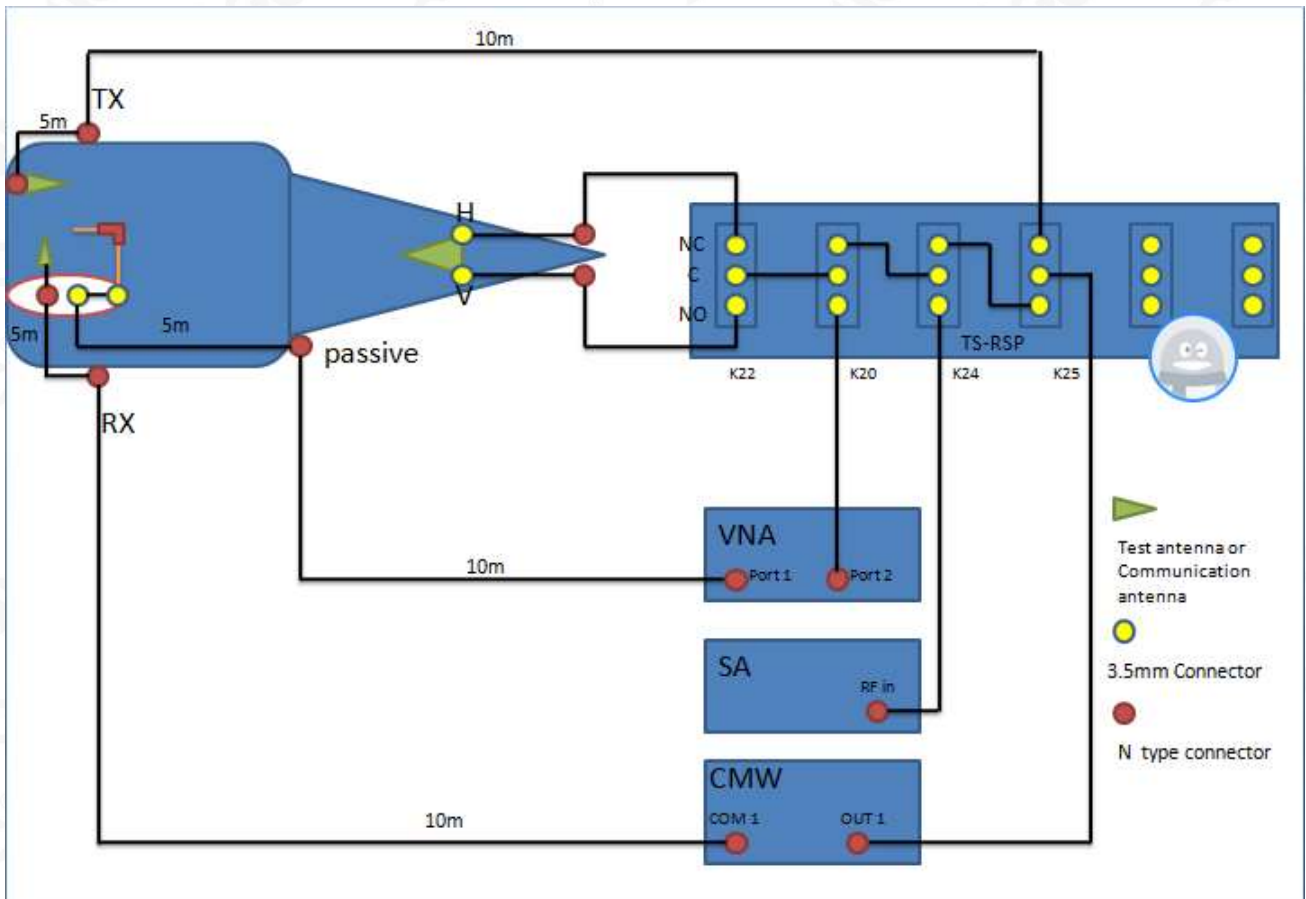 10m
TX
5m
H
V
NC
C
NO
TS-RSP
K22
K20
K24
K25
5m
5m
passive
RX
VNA
Port 1
Port 2
10m
SA
RF in
CMW
COM 1
OUT 1
10m
Test antenna or
Communication
antenna
3.5mm Connector
N type connector